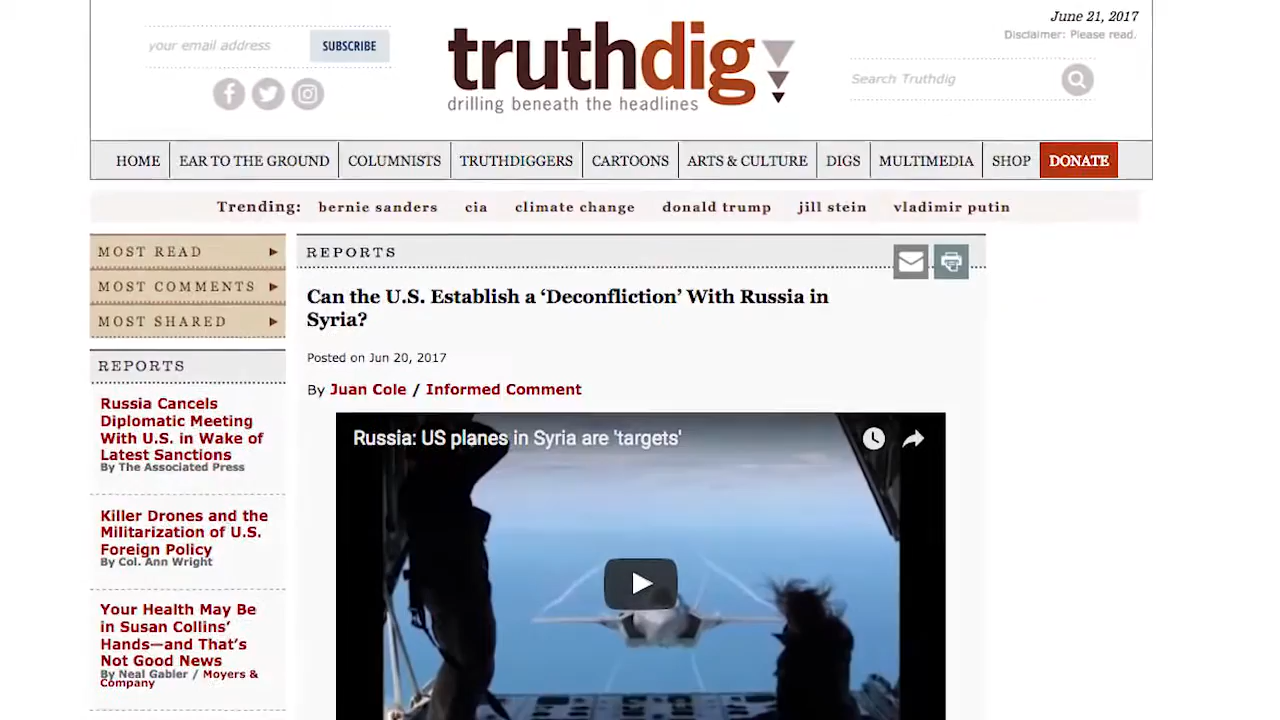 June 21, 2017
your email address
SUBSCRIBE
truthdig
Disclaimer: Please read.
Search Truthdig
drilling beneath the headlines
HOME
EAR TO THE GROUND
COLUMNISTS
TRUTHDIGGERS
CARTOONS
ARTS & CULTURE
DIGS
MULTIMEDIA
SHOP
DONATE
Trending:
bernie sanders
cia
climate change
donald trump
jill stein
vladimir putin
MOST READ
MOST COMMENTS
MOST SHARED
REPORTS
Russia Cancels
Diplomatic Meeting
With U.S. in Wake of
Latest Sanctions
By The Associated Press
Killer Drones and the
Militarization of U.S.
Foreign Policy
By Col. Ann Wright
Your Health May Be
in Susan Collins’
Hands—and That’s
Not Good News
By Neal Gabler / Moyers &
Company
REPORTS
Can the U.S. Establish a ‘Deconfliction’ With Russia in
Syria?
Posted on Jun 20, 2017
By Juan Cole / Informed Comment
Russia: US planes in Syria are 'targets'